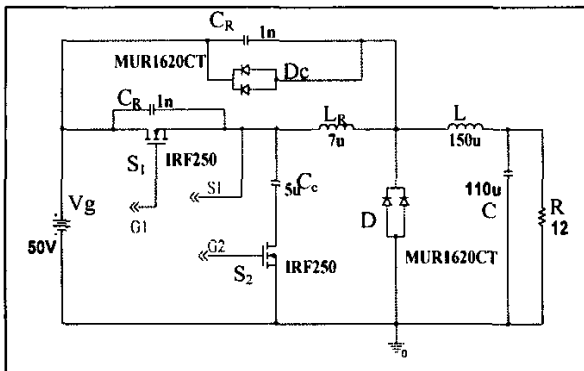 C_R 1n
MUR1620CT Dc
C_R 1n
L_R L
S_1 IRF250 7u 150u
S1
Vg G1 5u C_c 110u R
50V D C 12
G2
S_2 IRF250 MUR1620CT
0